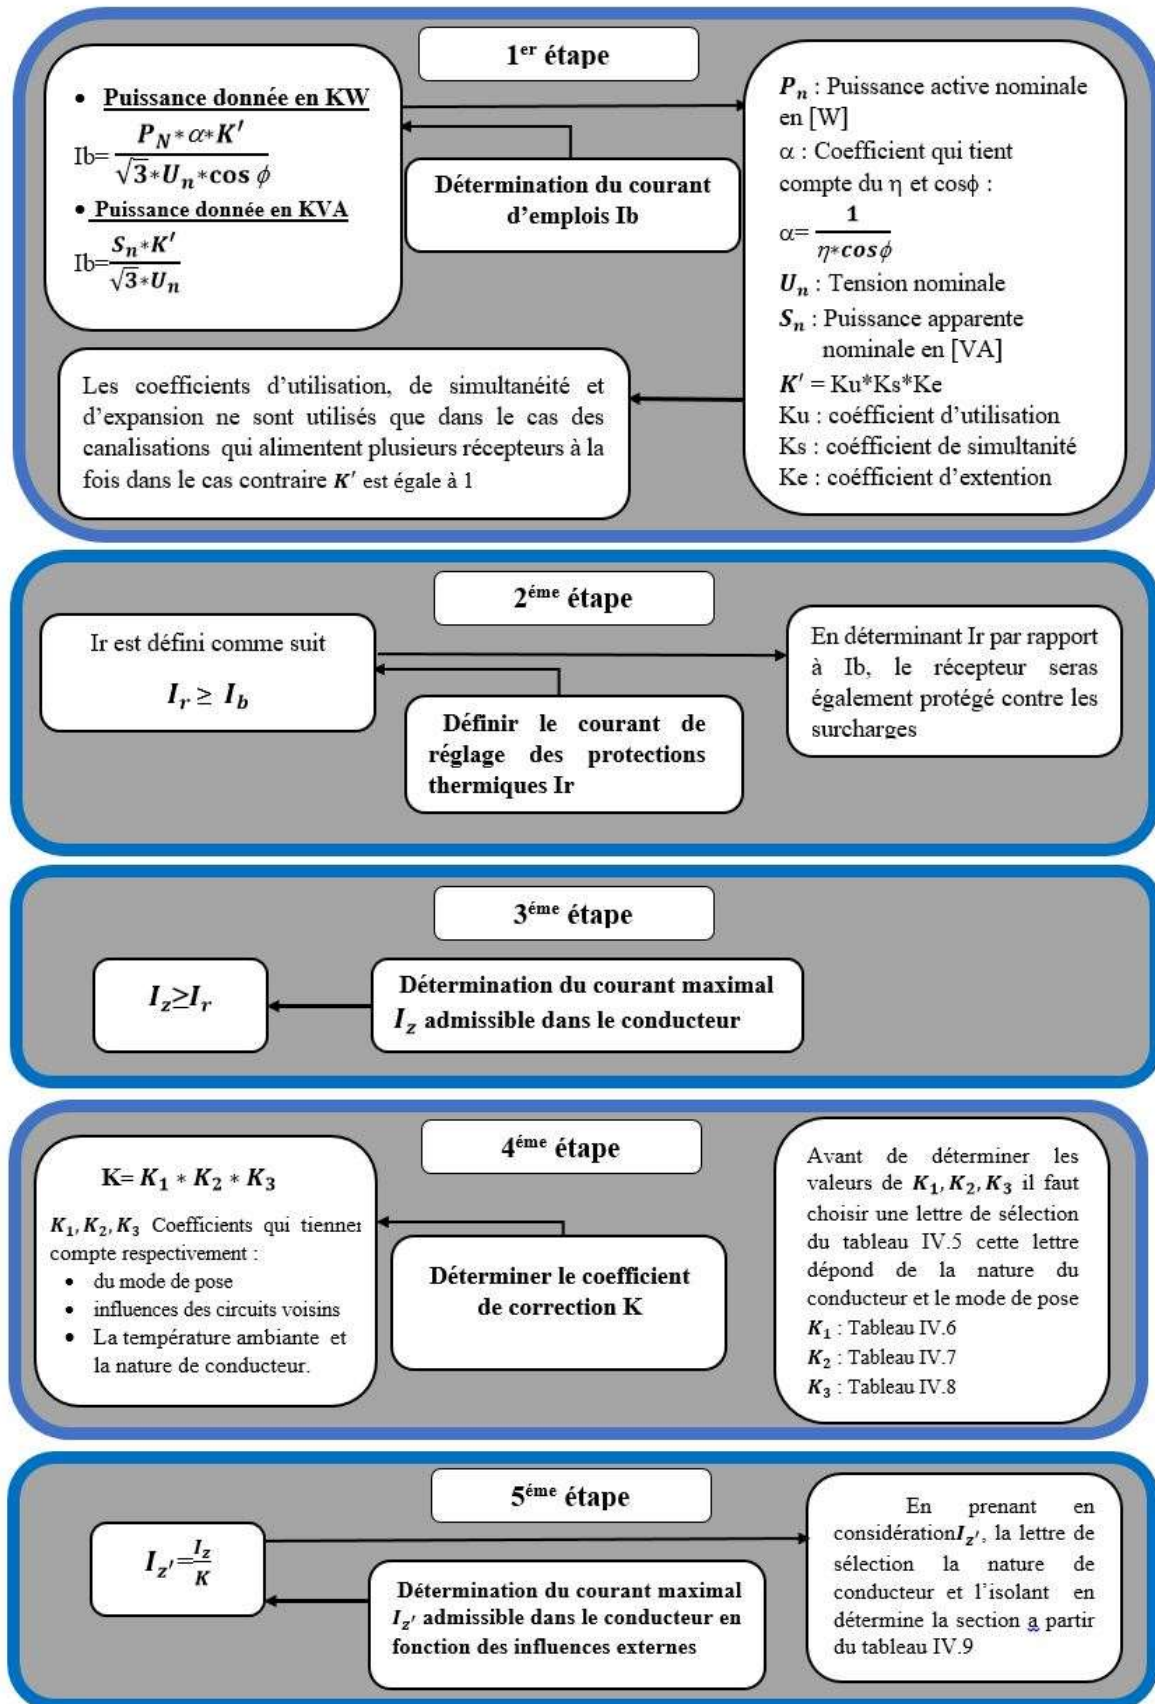 1er étape
• Puissance donnée en KW
Ib= P_N*α*K' / √3*U_n*cos ϕ
• Puissance donnée en KVA
Ib= S_n*K' / √3*U_n
Détermination du courant
d'emplois Ib
P_n : Puissance active nominale
en [W]
α : Coefficient qui tient
compte du η et cosϕ :
α= 1 / η*cosϕ
U_n : Tension nominale
S_n : Puissance apparente
nominale en [VA]
K' = Ku*Ks*Ke
Ku : coéfficient d'utilisation
Ks : coéfficient de simultanité
Ke : coéfficient d'extention
Les coefficients d'utilisation, de simultanéité et
d'expansion ne sont utilisés que dans le cas des
canalisations qui alimentent plusieurs récepteurs à la
fois dans le cas contraire K' est égale à 1
2éme étape
Ir est défini comme suit
I_r ≥ I_b
Définir le courant de
réglage des protections
thermiques Ir
En déterminant Ir par rapport
à Ib, le récepteur seras
également protégé contre les
surcharges
3éme étape
I_z≥I_r
Détermination du courant maximal
I_z admissible dans le conducteur
4éme étape
K= K_1 * K_2 * K_3
K_1, K_2, K_3 Coefficients qui tienner
compte respectivement :
• du mode de pose
• influences des circuits voisins
• La température ambiante et
la nature de conducteur.
Déterminer le coefficient
de correction K
Avant de déterminer les
valeurs de K_1, K_2, K_3 il faut
choisir une lettre de sélection
du tableau IV.5 cette lettre
dépond de la nature du
conducteur et le mode de pose
K_1 : Tableau IV.6
K_2 : Tableau IV.7
K_3 : Tableau IV.8
5éme étape
I_z'= I_z / K
Détermination du courant maximal
I_z' admissible dans le conducteur en
fonction des influences externes
En prenant en
considérationI_z', la lettre de
sélection la nature de
conducteur et l'isolant en
détermine la section a partir
du tableau IV.9